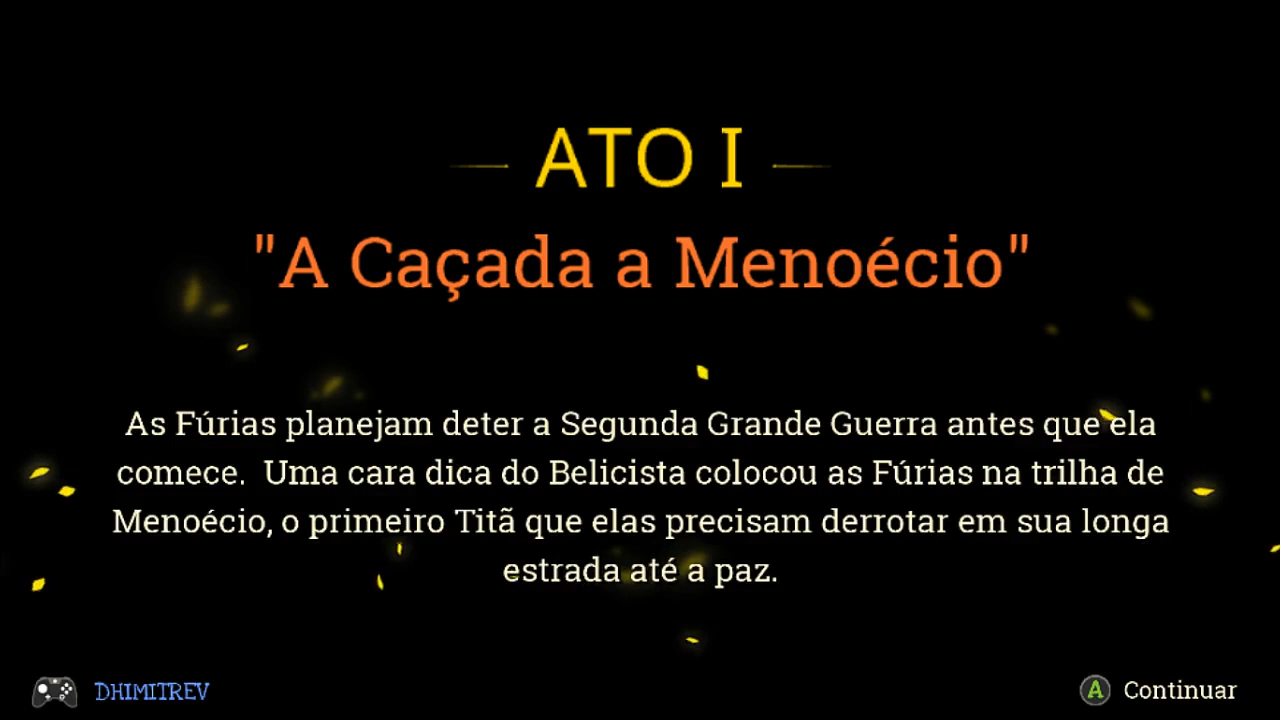 ATO I
"A Caçada a Menoécio"
As Fúrias planejam deter a Segunda Grande Guerra antes que ela
comece.  Uma cara dica do Belicista colocou as Fúrias na trilha de
Menoécio, o primeiro Titã que elas precisam derrotar em sua longa
estrada até a paz.
DHIMITREV
A Continuar